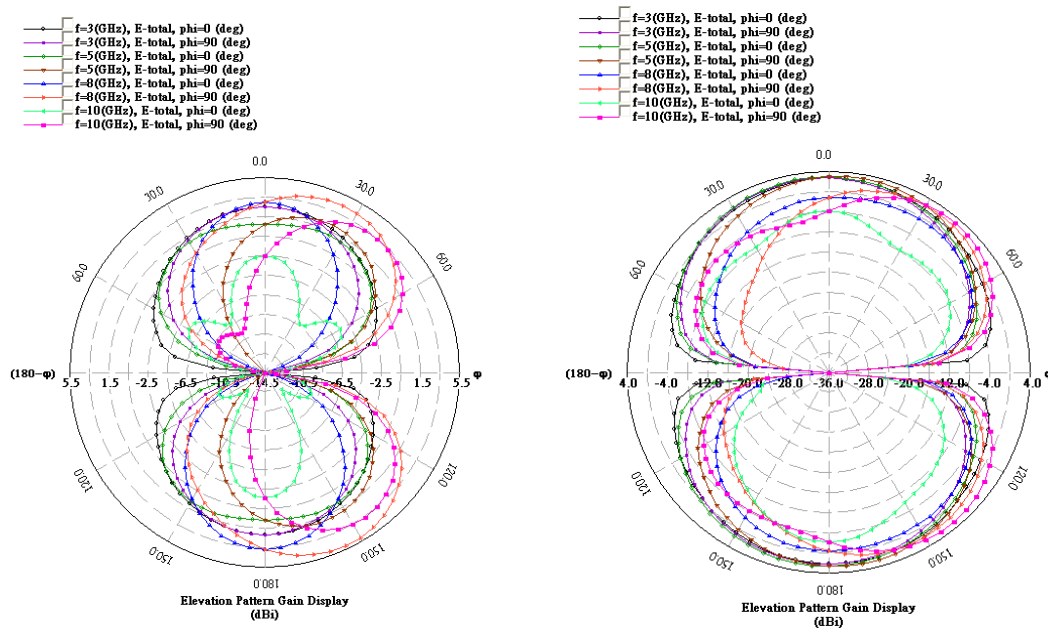 f=3(GHz), E-total, phi=0 (deg)
f=3(GHz), E-total, phi=90 (deg)
f=5(GHz), E-total, phi=0 (deg)
f=5(GHz), E-total, phi=90 (deg)
f=8(GHz), E-total, phi=0 (deg)
f=8(GHz), E-total, phi=90 (deg)
f=10(GHz), E-total, phi=0 (deg)
f=10(GHz), E-total, phi=90 (deg)
0.0
30.0
30.0
60.0
60.0
(180-φ)
φ
5.5 1.5 -2.5 -6.5 -10.5 -14.5 -10.5 -6.5 -2.5 1.5 5.5
120.0
120.0
150.0
150.0
180.0
Elevation Pattern Gain Display
(dBi)
f=3(GHz), E-total, phi=0 (deg)
f=3(GHz), E-total, phi=90 (deg)
f=5(GHz), E-total, phi=0 (deg)
f=5(GHz), E-total, phi=90 (deg)
f=8(GHz), E-total, phi=0 (deg)
f=8(GHz), E-total, phi=90 (deg)
f=10(GHz), E-total, phi=0 (deg)
f=10(GHz), E-total, phi=90 (deg)
0.0
30.0
30.0
60.0
60.0
(180-φ)
4.0 -4.0 -12.0 -20.0 -28.0 -36.0 -28.0 -20.0 -12.0 -4.0 4.0
120.0
120.0
150.0
150.0
180.0
Elevation Pattern Gain Display
(dBi)